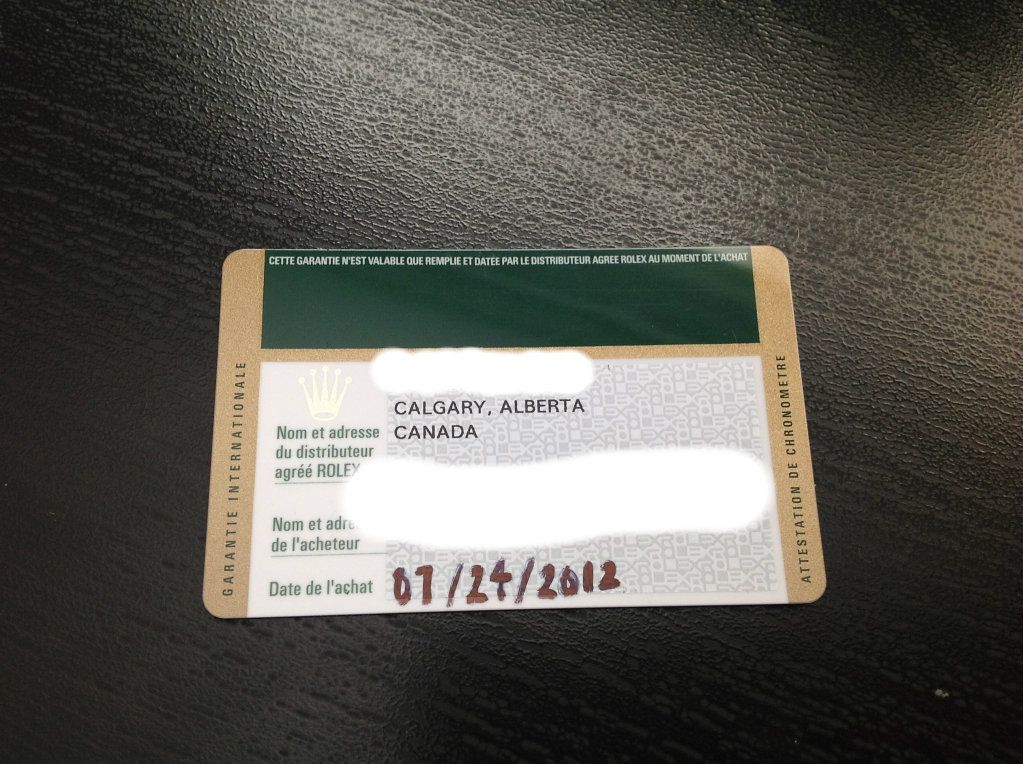 CETTE GARANTIE N'EST VALABLE QUE REMPLIE ET DATÉE PAR LE DISTRIBUTEUR AGRÉÉ ROLEX AU MOMENT DE L'ACHAT
GARANTIE INTERNATIONALE
CALGARY, ALBERTA
CANADA
Nom et adresse
du distributeur
agréé ROLEX
Nom et
de l'acheteur
Date de l'achat 07/24/2012
ATTESTATION DE CHRONOMETRE